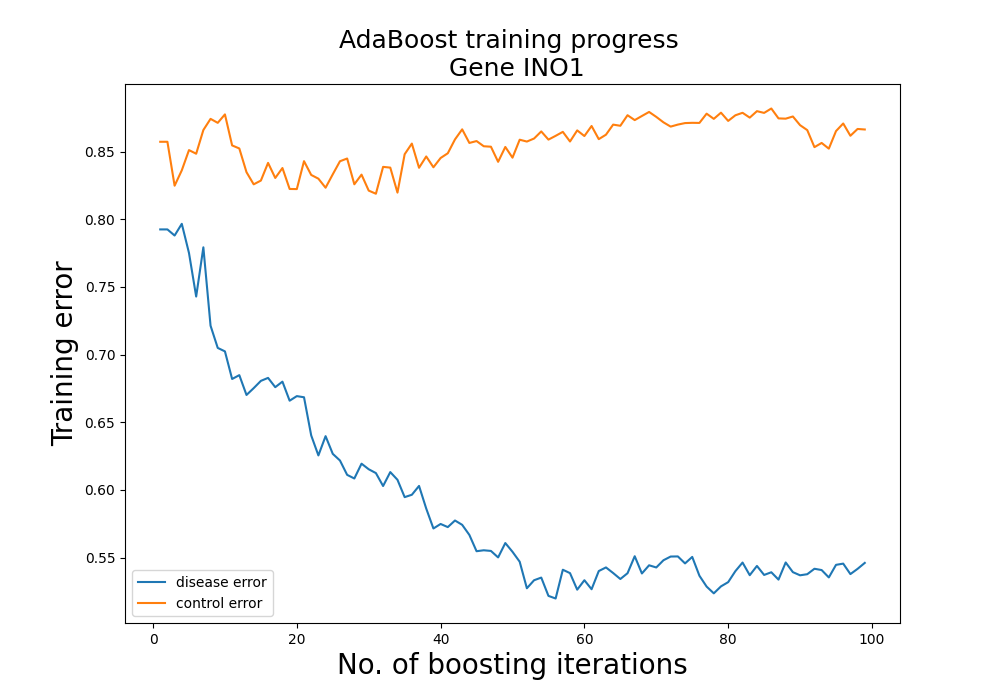 AdaBoost training progress
Gene INO1
Training error
0.85
0.80
0.75
0.70
0.65
0.60
0.55
disease error
control error
0
20
40
60
80
100
No. of boosting iterations